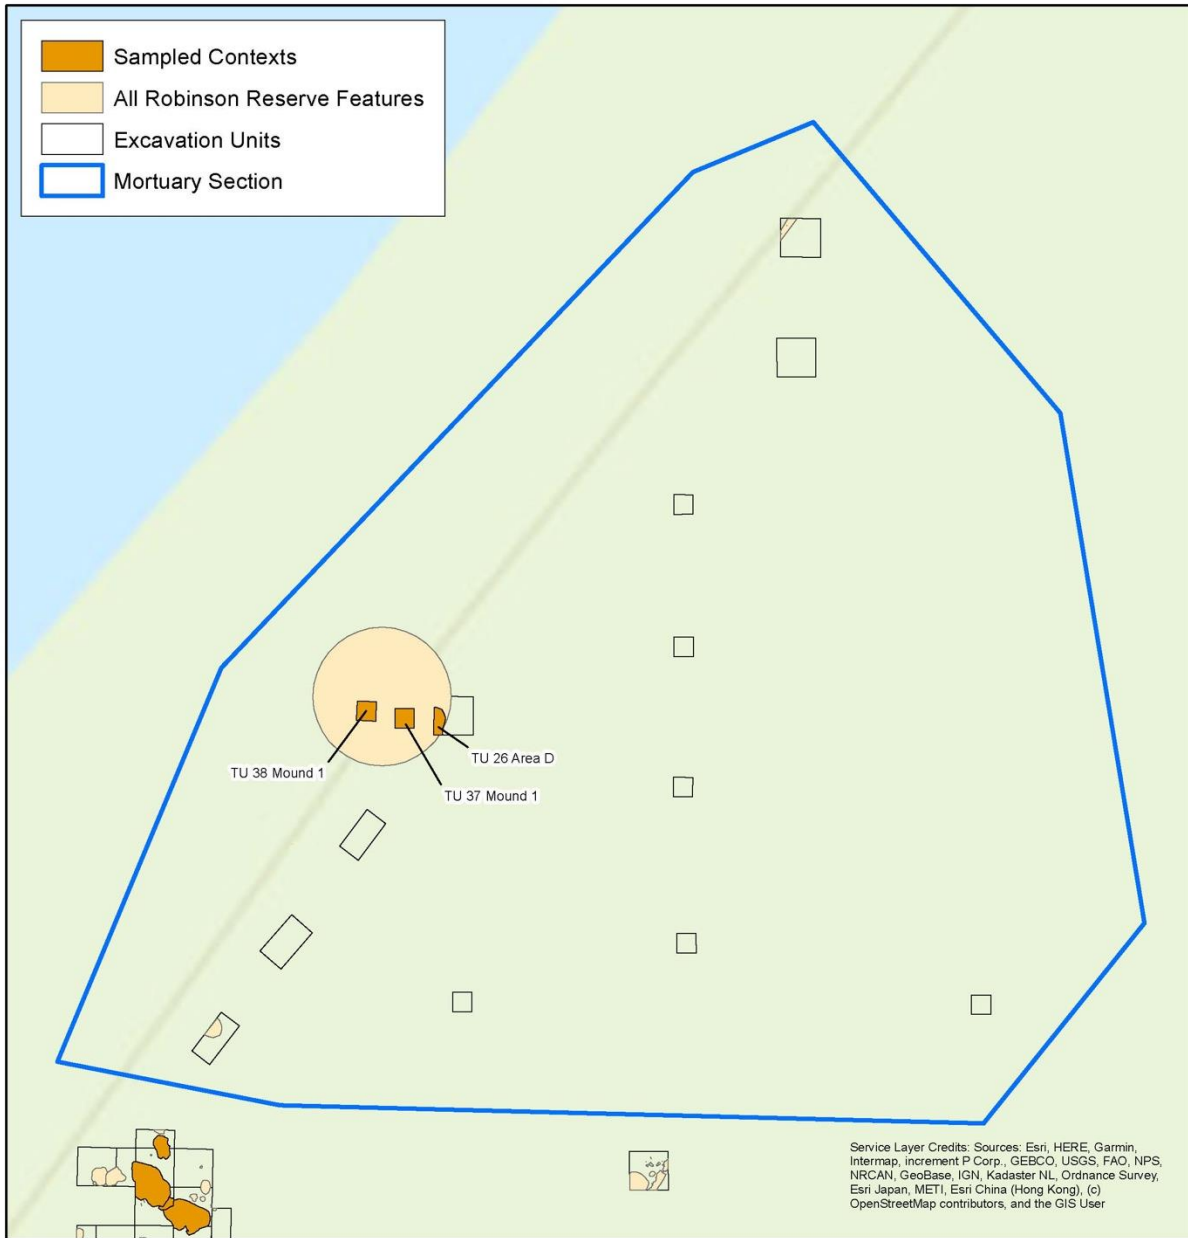 Sampled Contexts
All Robinson Reserve Features
Excavation Units
Mortuary Section
TU 26 Area D
TU 38 Mound 1
TU 37 Mound 1
Service Layer Credits: Sources: Esri, HERE, Garmin,
Intermap, increment P Corp., GEBCO, USGS, FAO, NPS,
NRCAN, GeoBase, IGN, Kadaster NL, Ordnance Survey,
Esri Japan, METI, Esri China (Hong Kong), (c)
OpenStreetMap contributors, and the GIS User